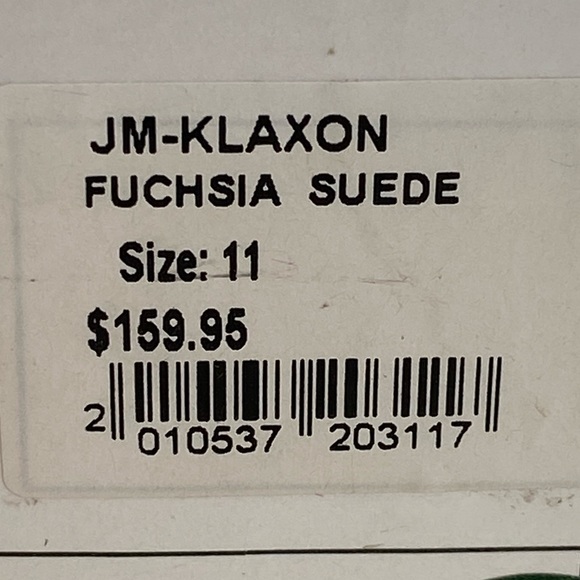 JM-KLAXON
FUCHSIA SUEDE
Size: 11
$159.95
2 010537 203117